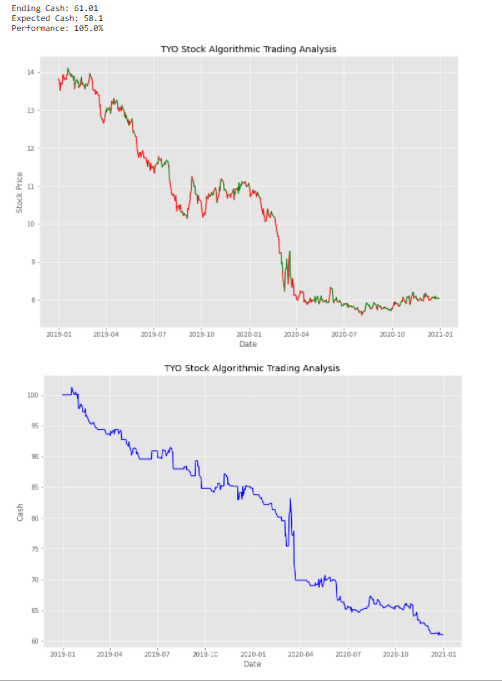 Ending Cash: 61.01
Expected Cash: 58.1
Performance: 105.0%
TYO Stock Algorithmic Trading Analysis
14
13
12
11
10
9
8
Stock Price
2019-01 2019-04 2019-07 2019-10 2020-01 2020-04 2020-07 2020-10 2021-01
Date
TYO Stock Algorithmic Trading Analysis
100
95
90
85
80
75
70
65
60
Cash
2019-01 2019-04 2019-07 2019-10 2020-01 2020-04 2020-07 2020-10 2021-01
Date